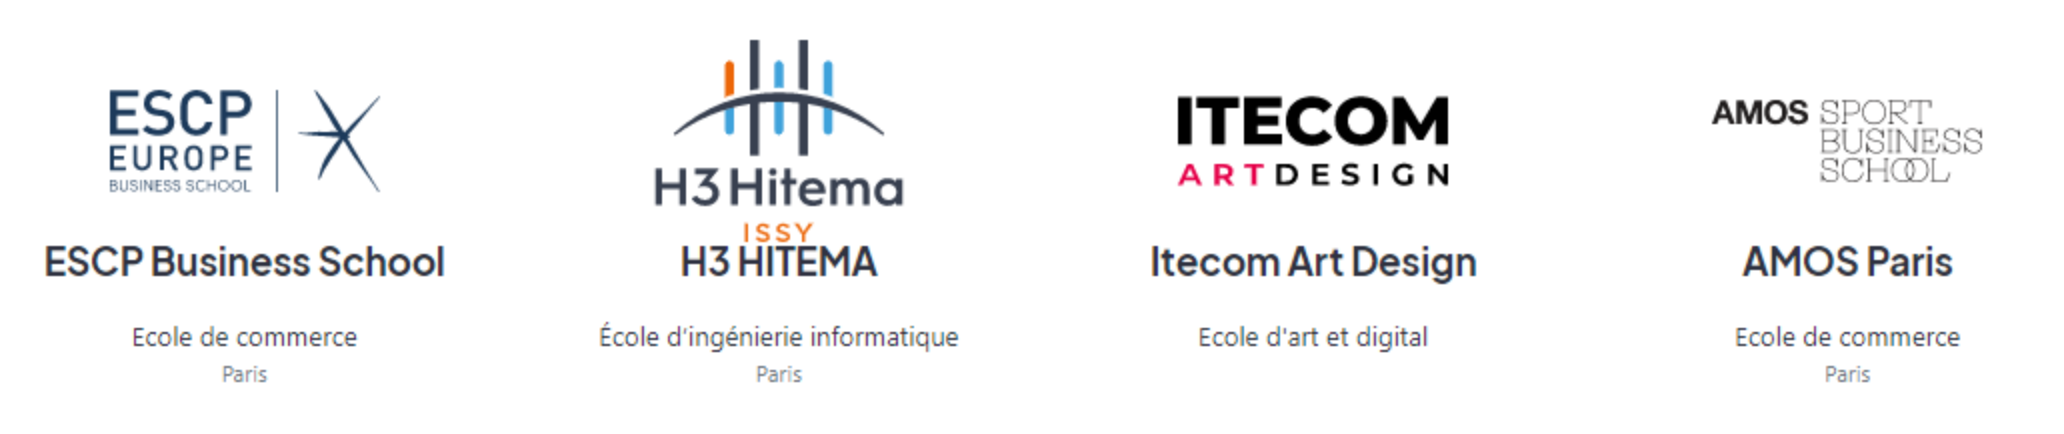 ESCP
EUROPE
BUSINESS SCHOOL
ESCP Business School
Ecole de commerce
Paris
H3 Hitema
ISSY
H3 HITEMA
École d'ingénierie informatique
Paris
ITECOM
ARTDESIGN
Itecom Art Design
Ecole d'art et digital
AMOS SPORT
BUSINESS
SCHOOL
AMOS Paris
Ecole de commerce
Paris